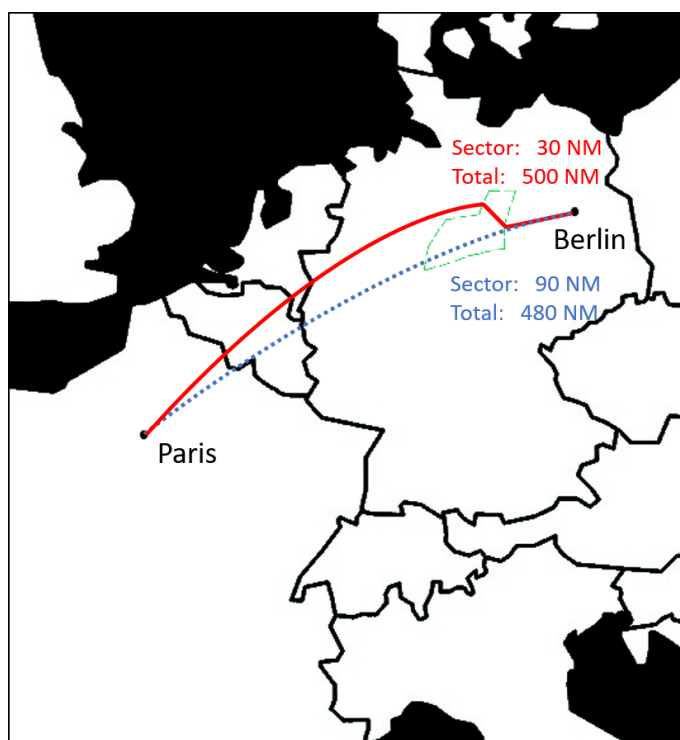 Sector: 30 NM
Total: 500 NM
Berlin
Sector: 90 NM
Total: 480 NM
Paris